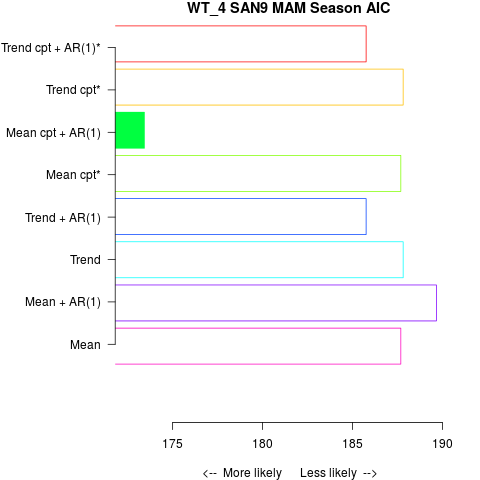 WT_4 SAN9 MAM Season AIC
Trend cpt + AR(1)*
Trend cpt*
Mean cpt + AR(1)
Mean cpt*
Trend + AR(1)
Trend
Mean + AR(1)
Mean
175 180 185 190
<-- More likely Less likely -->